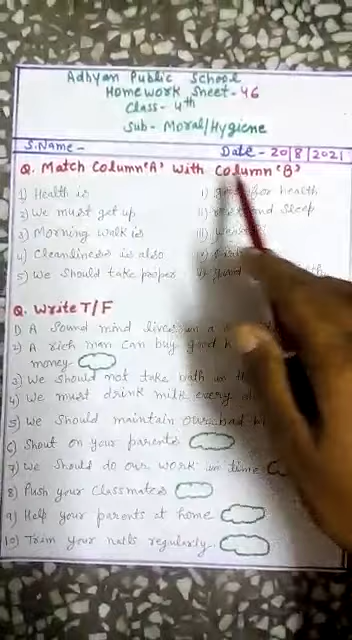 Adhyan Public School
Homework Sheet-46
Class- 4th
Sub- Moral/Hygiene
S.Name-
Date - 20/8/2021
Q. Match Column 'A' with Column 'B'
1) Health is
i) for health
2) We must get up
ii) and sleep
3) Morning walk is
iii)
4) Cleanliness is also
5) We should take proper
Q. Write T/F
1) A Sound mind lives in a
2) A rich man can buy good
money.
3) We should not take bath in
4) We must drink milk every
5) We should maintain our bad
6) Shout on your parents
7) We should do our work in time
8) Push your classmates
9) Help your parents at home
10) Trim your nails regularly.